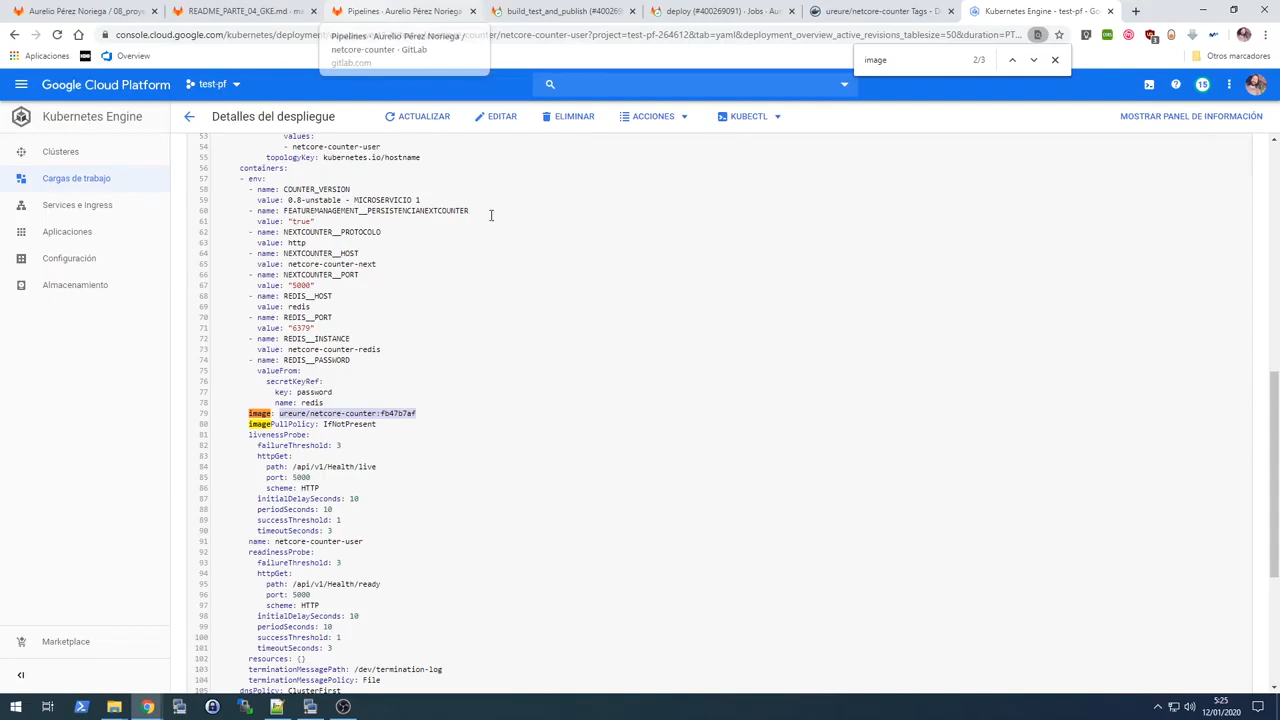 Aurelio Pérez Noriega / 08_proye
README_PARTE_04_GKE.md · mas
Pipelines · Aurelio Pérez Noriega
build_test_and_publish (#400269
deploy (#400269091) · Jobs · Au
ureure/netcore-counter Tags - D
Kubernetes Engine - test-pf - Go
console.cloud.google.com/kubernetes/deployment/
counter/netcore-counter-user?project=test-pf-264612&tab=yaml&deployment_overview_active_revisions_tablesize=50&duration=PT...
Aplicaciones
Overview
Otros marcadores
Pipelines · Aurelio Pérez Noriega /
netcore-counter · GitLab
gitlab.com
image
2/3
Google Cloud Platform
test-pf
15
Kubernetes Engine
Detalles del despliegue
ACTUALIZAR
EDITAR
ELIMINAR
ACCIONES
KUBECTL
MOSTRAR PANEL DE INFORMACIÓN
Clústeres
Cargas de trabajo
Services e Ingress
Aplicaciones
Configuración
Almacenamiento
Marketplace
53 values:
54 - netcore-counter-user
55 topologyKey: kubernetes.io/hostname
56 containers:
57 - env:
58 - name: COUNTER_VERSION
59 value: 0.8-unstable - MICROSERVICIO 1
60 - name: FEATUREMANAGEMENT__PERSISTENCIANEXTCOUNTER
61 value: "true"
62 - name: NEXTCOUNTER__PROTOCOLO
63 value: http
64 - name: NEXTCOUNTER__HOST
65 value: netcore-counter-next
66 - name: NEXTCOUNTER__PORT
67 value: "5000"
68 - name: REDIS__HOST
69 value: redis
70 - name: REDIS__PORT
71 value: "6379"
72 - name: REDIS__INSTANCE
73 value: netcore-counter-redis
74 - name: REDIS__PASSWORD
75 valueFrom:
76 secretKeyRef:
77 key: password
78 name: redis
79 image: ureure/netcore-counter:fb47b7af
80 imagePullPolicy: IfNotPresent
81 livenessProbe:
82 failureThreshold: 3
83 httpGet:
84 path: /api/v1/Health/live
85 port: 5000
86 scheme: HTTP
87 initialDelaySeconds: 10
88 periodSeconds: 10
89 successThreshold: 1
90 timeoutSeconds: 3
91 name: netcore-counter-user
92 readinessProbe:
93 failureThreshold: 3
94 httpGet:
95 path: /api/v1/Health/ready
96 port: 5000
97 scheme: HTTP
98 initialDelaySeconds: 10
99 periodSeconds: 10
100 successThreshold: 1
101 timeoutSeconds: 3
102 resources: {}
103 terminationMessagePath: /dev/termination-log
104 terminationMessagePolicy: File
105 dnsPolicy: ClusterFirst
5:25
12/01/2020